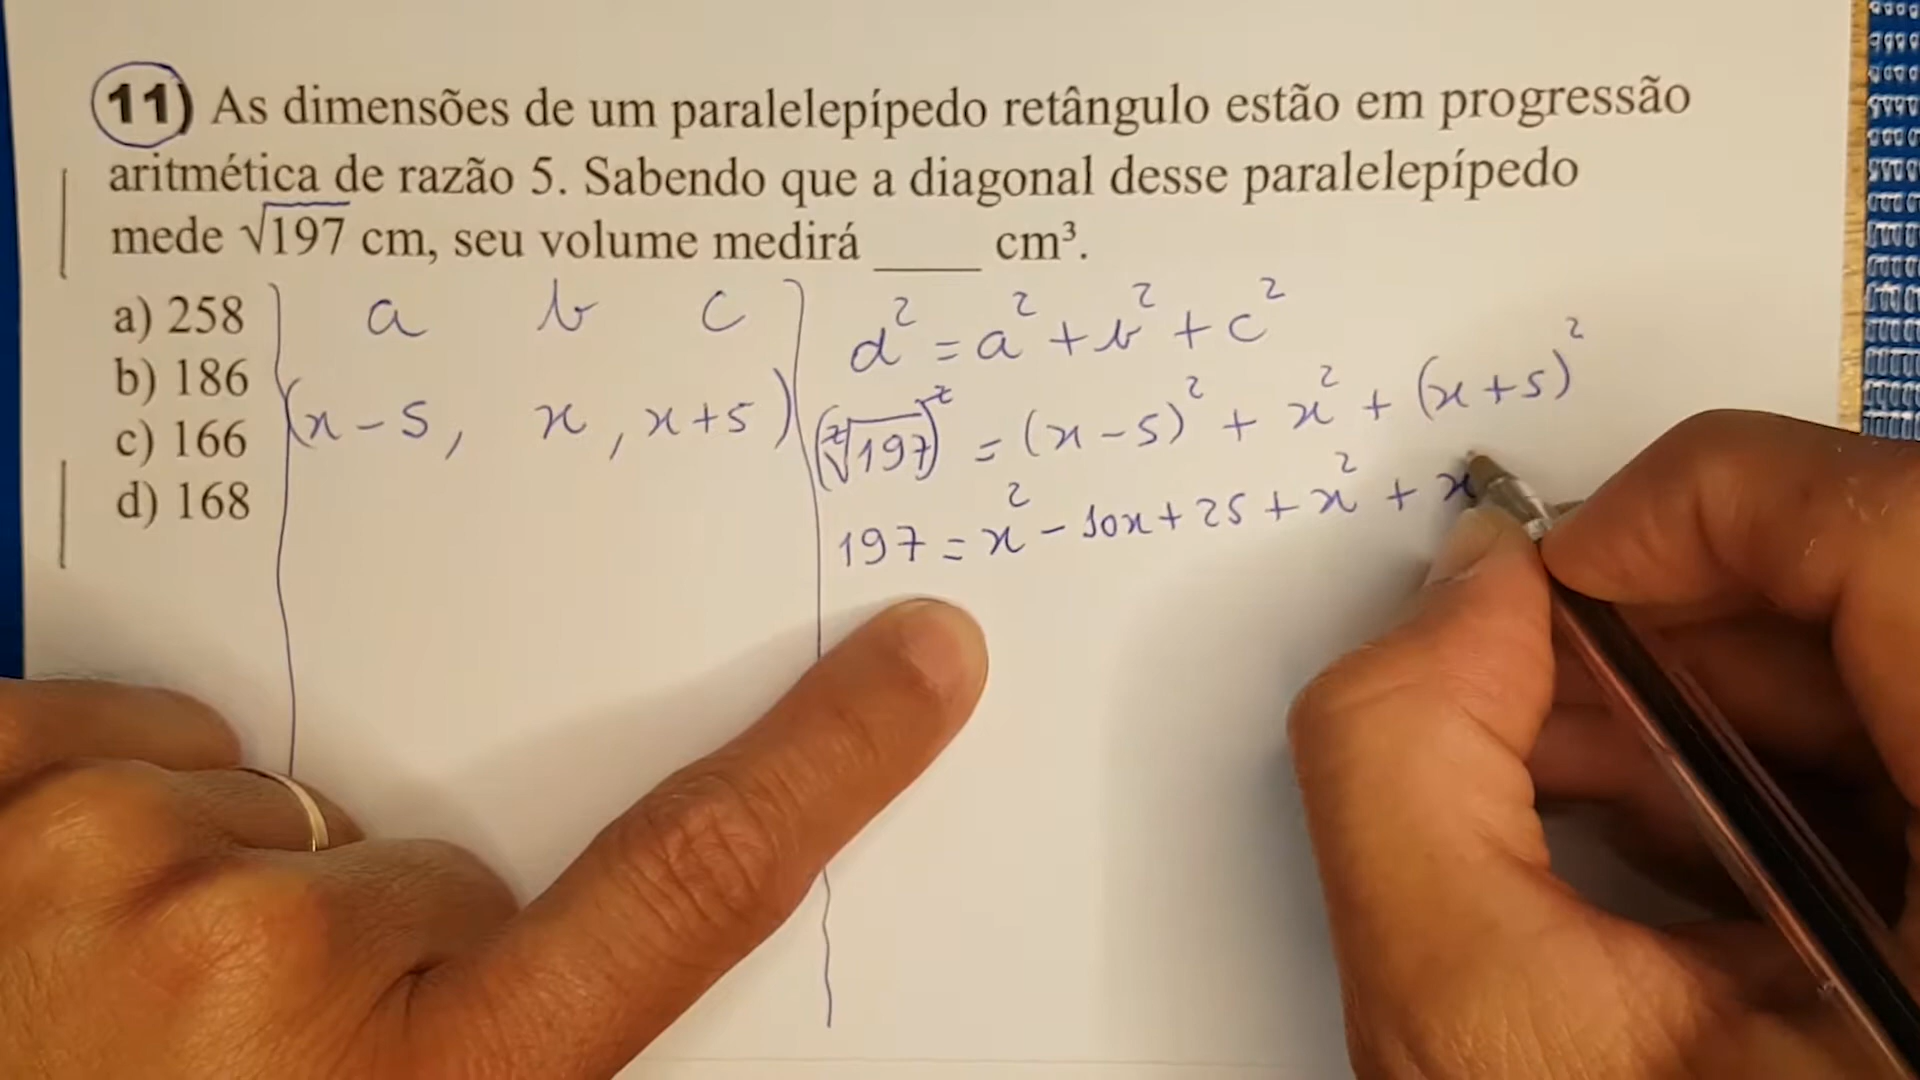 11) As dimensões de um paralelepípedo retângulo estão em progressão
aritmética de razão 5. Sabendo que a diagonal desse paralelepípedo
mede √197 cm, seu volume medirá _____ cm³.
a) 258
b) 186
c) 166
d) 168
a b c
(x - 5, x, x+5)
d² = a² + b² + c²
(²√197)² = (x - 5)² + x² + (x + 5)²
197 = x² - 10x + 25 + x² + x